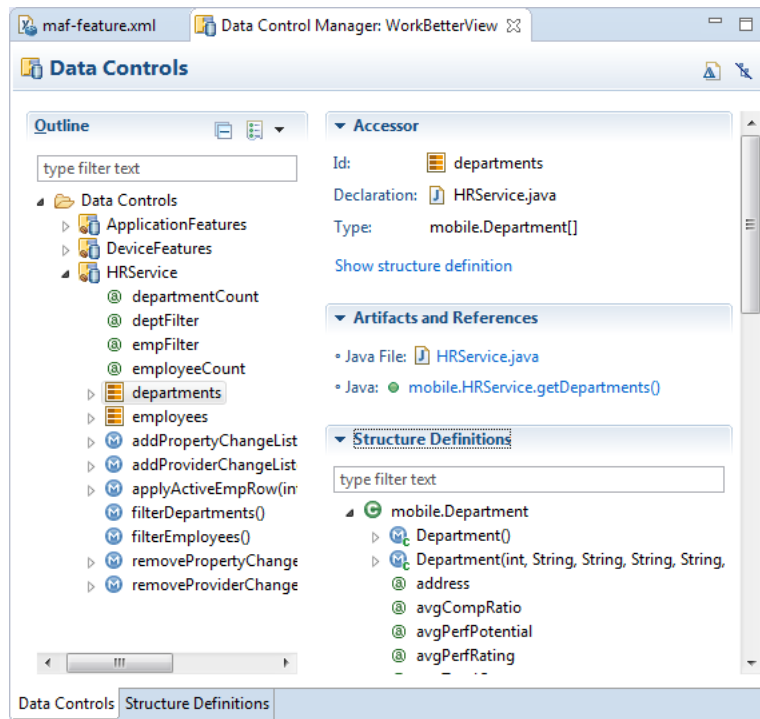 maf-feature.xml
Data Control Manager: WorkBetterView
Data Controls
Outline
type filter text
Data Controls
ApplicationFeatures
DeviceFeatures
HRService
departmentCount
deptFilter
empFilter
employeeCount
departments
employees
addPropertyChangeList
addProviderChangeList
applyActiveEmpRow(in
filterDepartments()
filterEmployees()
removePropertyChange
removeProviderChange
Accessor
Id: departments
Declaration: HRService.java
Type: mobile.Department[]
Show structure definition
Artifacts and References
Java File: HRService.java
Java: mobile.HRService.getDepartments()
Structure Definitions
type filter text
mobile.Department
Department()
Department(int, String, String, String, String,
address
avgCompRatio
avgPerfPotential
avgPerfRating
Data Controls
Structure Definitions